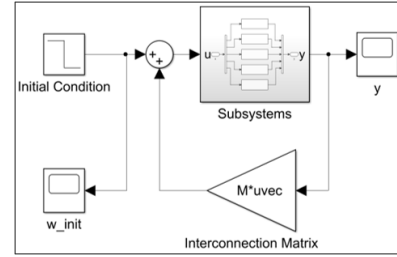 +
+
u
y
Initial Condition
Subsystems
y
M*uvec
w_init
Interconnection Matrix